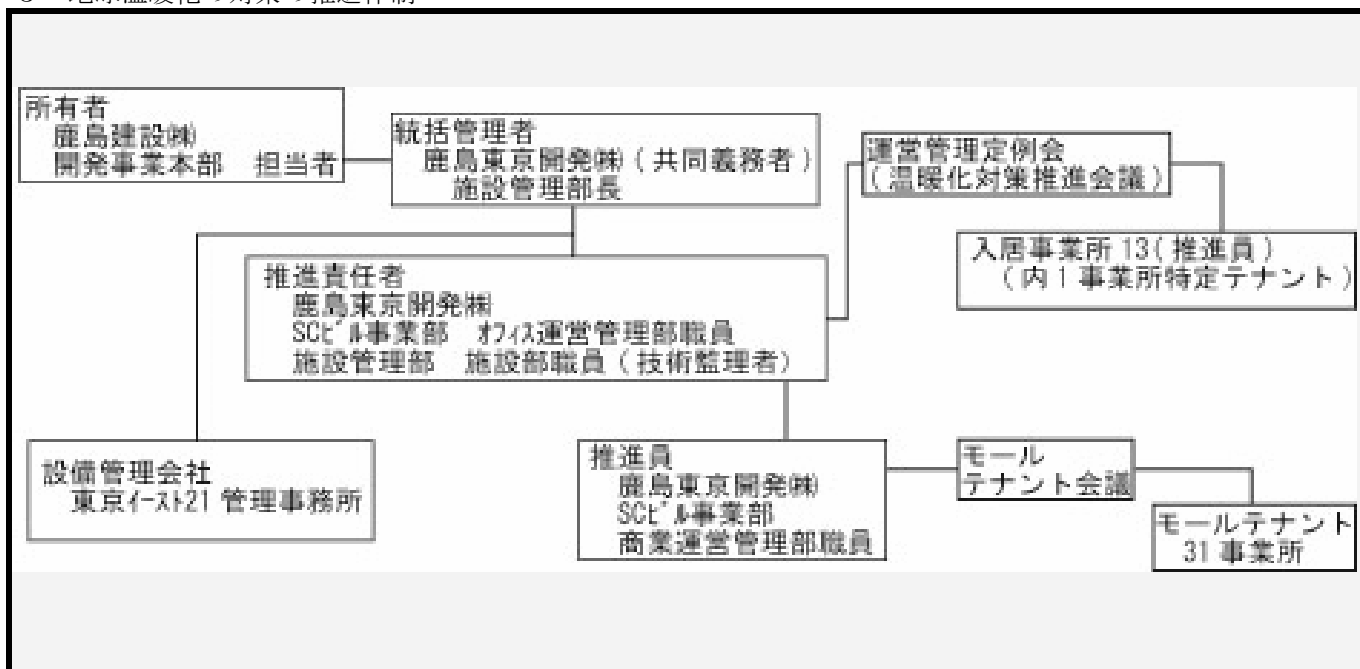 所有者
鹿島建設㈱
開発事業本部　担当者
統括管理者
鹿島東京開発㈱（共同義務者）
施設管理部長
運営管理定例会
（温暖化対策推進会議）
入居事業所13（推進員）
（内1事業所特定テナント）
推進責任者
鹿島東京開発㈱
SCﾋﾞﾙ事業部　ｵﾌｨｽ運営管理部職員
施設管理部　施設部職員（技術監理者）
設備管理会社
東京ｲｰｽﾄ21管理事務所
推進員
鹿島東京開発㈱
SCﾋﾞﾙ事業部
商業運営管理部職員
モール
テナント会議
モールテナント
31事業所